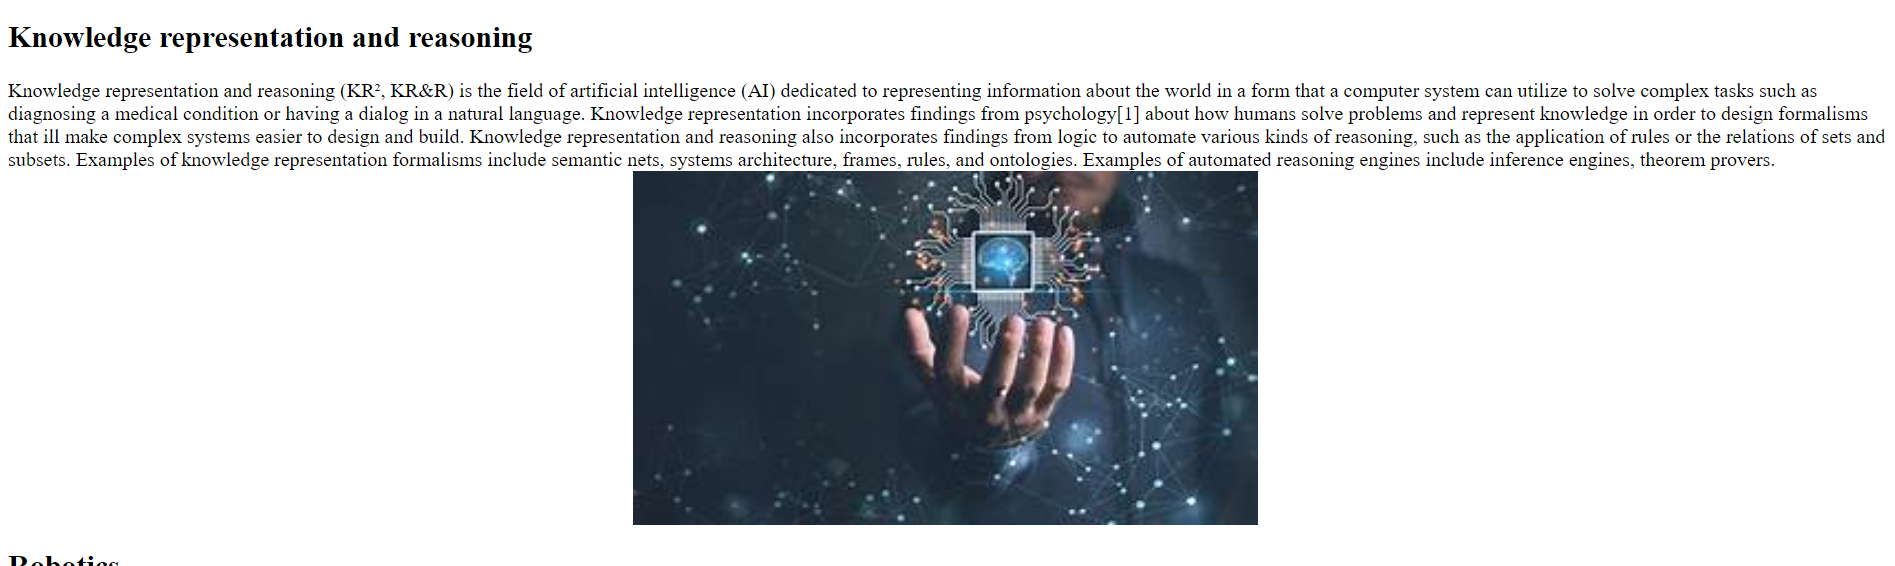 Knowledge representation and reasoning
Knowledge representation and reasoning (KR², KR&R) is the field of artificial intelligence (AI) dedicated to representing information about the world in a form that a computer system can utilize to solve complex tasks such as
diagnosing a medical condition or having a dialog in a natural language. Knowledge representation incorporates findings from psychology[1] about how humans solve problems and represent knowledge in order to design formalisms
that ill make complex systems easier to design and build. Knowledge representation and reasoning also incorporates findings from logic to automate various kinds of reasoning, such as the application of rules or the relations of sets and
subsets. Examples of knowledge representation formalisms include semantic nets, systems architecture, frames, rules, and ontologies. Examples of automated reasoning engines include inference engines, theorem provers.
Robotics